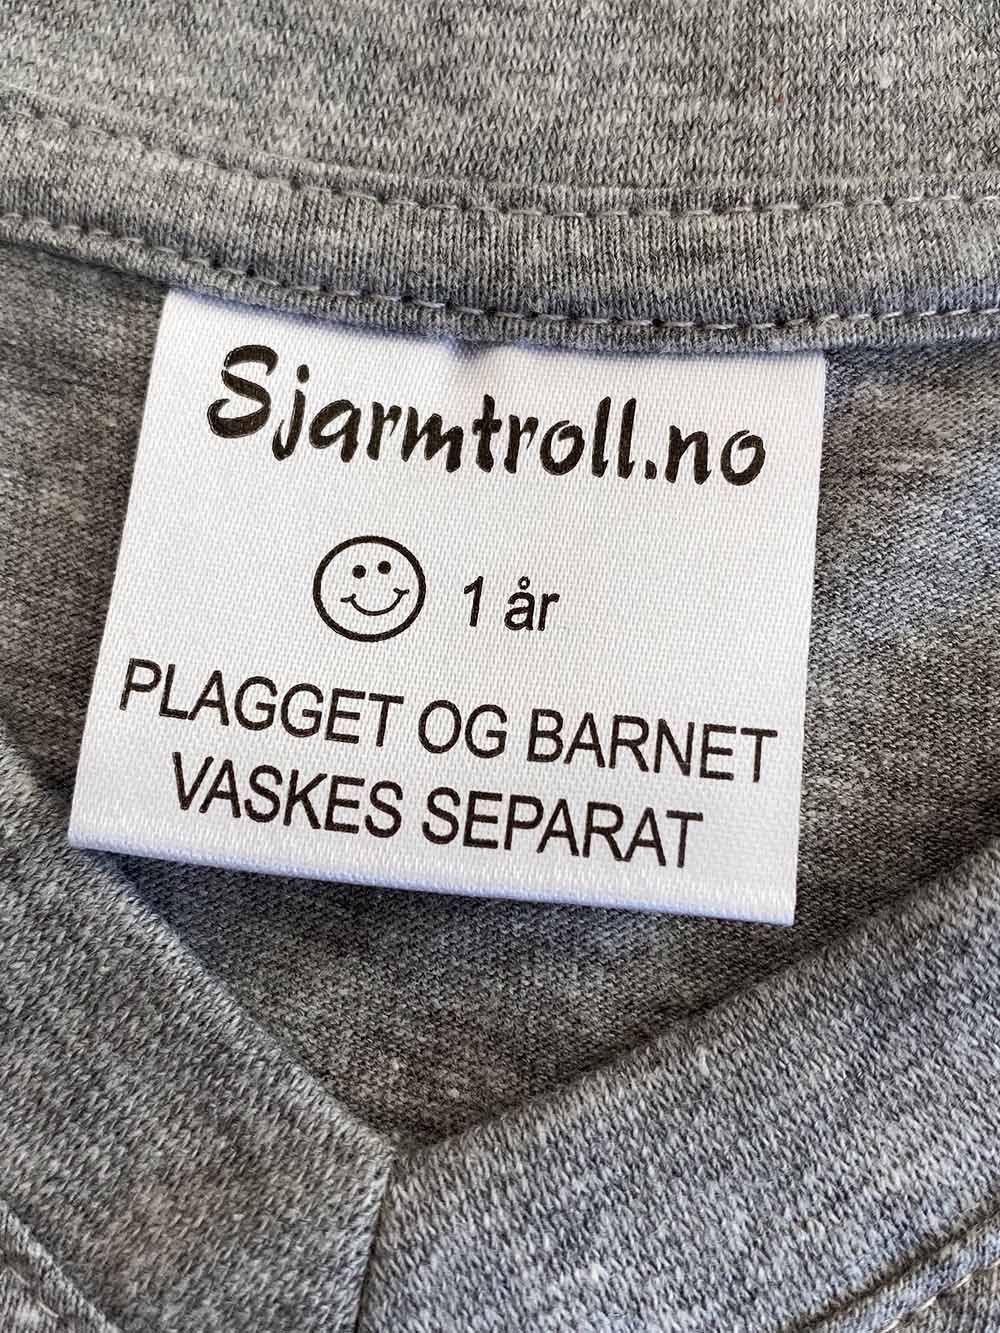 Sjarmtroll.no
1 år
PLAGGET OG BARNET
VASKES SEPARAT